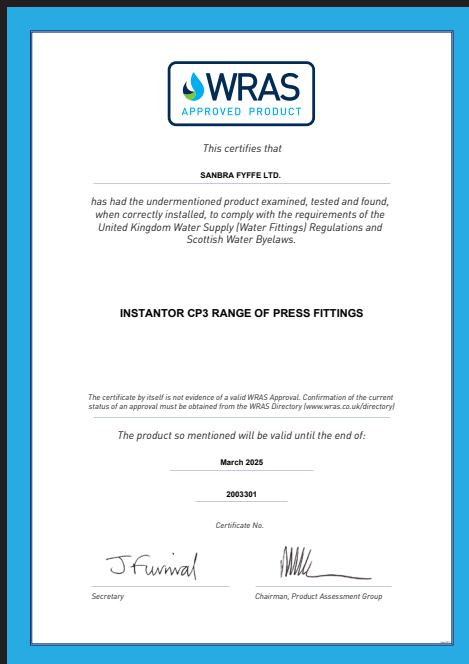 WRAS
APPROVED PRODUCT
This certifies that
SANBRA FYFFE LTD.
has had the undermentioned product examined, tested and found,
when correctly installed, to comply with the requirements of the
United Kingdom Water Supply (Water Fittings) Regulations and
Scottish Water Byelaws.
INSTANTOR CP3 RANGE OF PRESS FITTINGS
The certificate by itself is not evidence of a valid WRAS Approval. Confirmation of the current
status of an approval must be obtained from the WRAS Directory (www.wras.co.uk/directory)
The product so mentioned will be valid until the end of:
March 2025
2003301
Certificate No.
J Furnival
Secretary
Chairman, Product Assessment Group